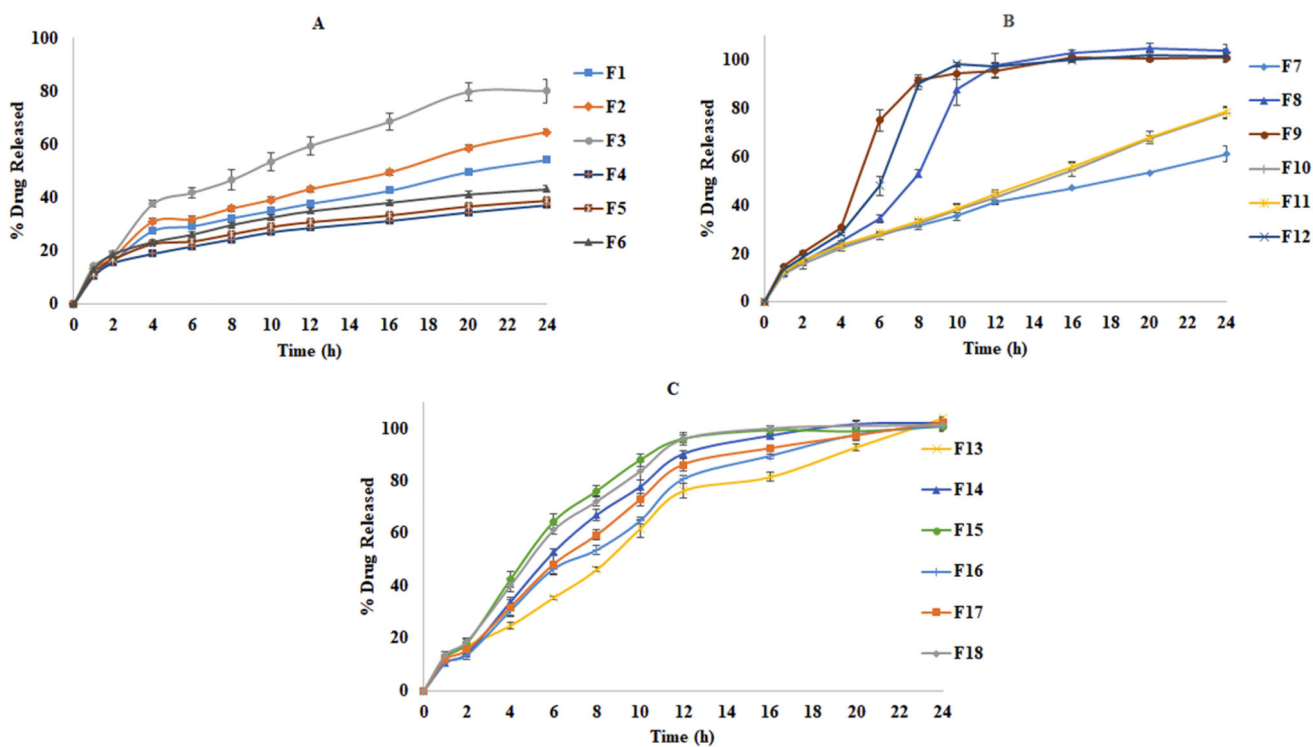 A
% Drug Released
100
80
60
40
20
0
0 2 4 6 8 10 12 14 16 18 20 22 24
Time (h)
F1
F2
F3
F4
F5
F6
B
% Drug Released
100
80
60
40
20
0
0 2 4 6 8 10 12 14 16 18 20 22 24
Time (h)
F7
F8
F9
F10
F11
F12
C
% Drug Released
100
80
60
40
20
0
0 2 4 6 8 10 12 14 16 18 20 22 24
Time (h)
F13
F14
F15
F16
F17
F18